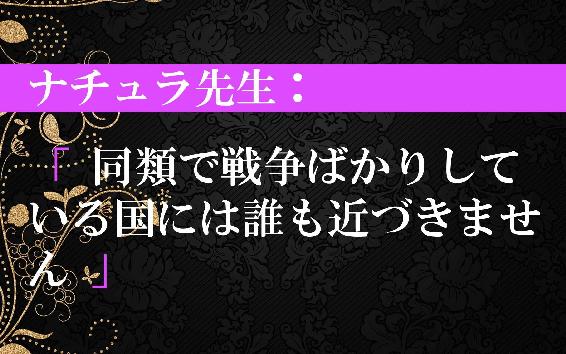 ナチュラ先生：
「 同類で戦争ばかりして
いる国には誰も近づきませ
ん 」